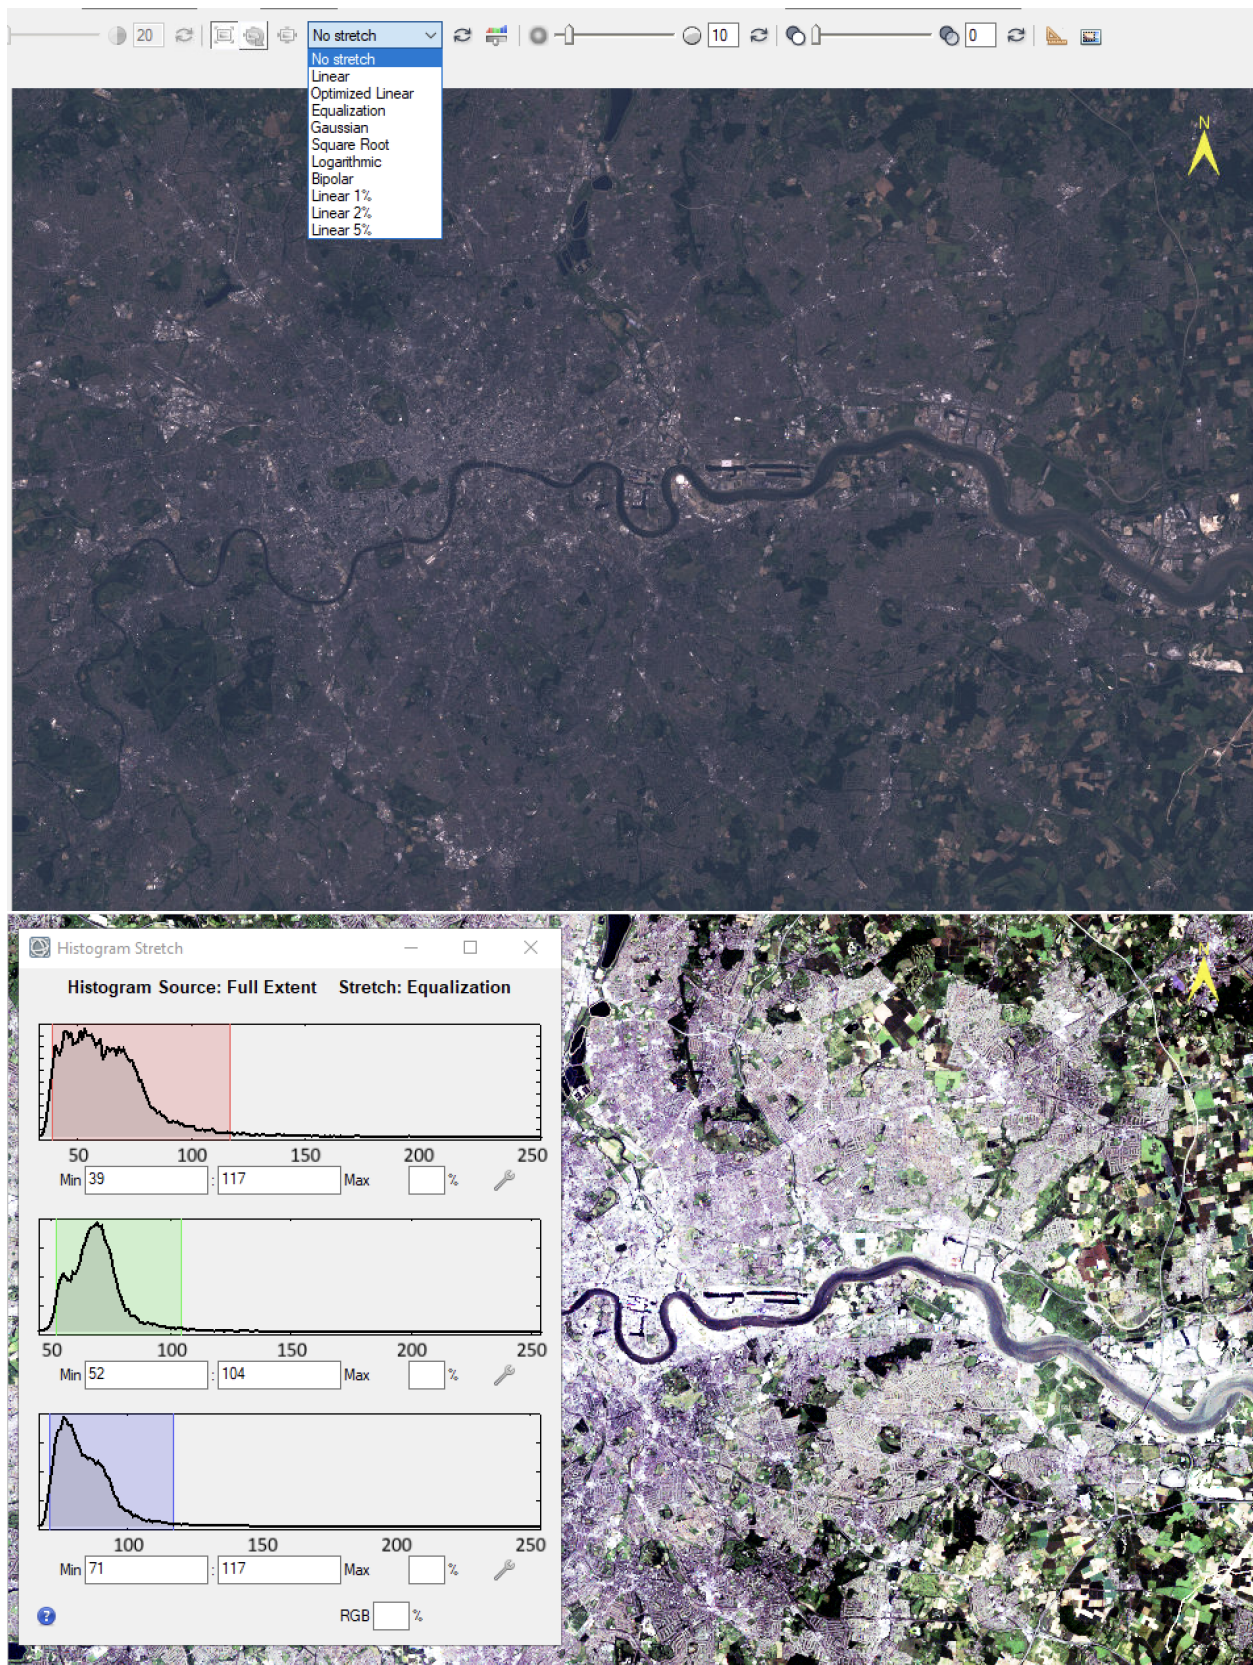 20
No stretch
10
0
No stretch
Linear
Optimized Linear
Equalization
Gaussian
Square Root
Logarithmic
Bipolar
Linear 1%
Linear 2%
Linear 5%
N
Histogram Stretch
Histogram Source: Full Extent Stretch: Equalization
50 100 150 200 250
Min 39 : 117 Max %
50 100 150 200 250
Min 52 : 104 Max %
100 150 200 250
Min 71 : 117 Max %
? RGB %
N